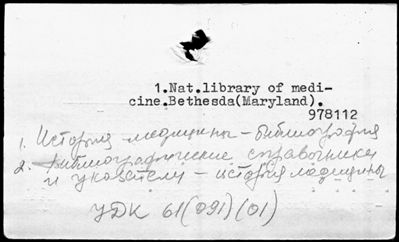 1.Nat.library of medi-
cine.Bethesda(Maryland).
978112
1. История медицины – библиография
2. Библиографические справочники
и указатели – история медицины
УДК 61(091)(01)